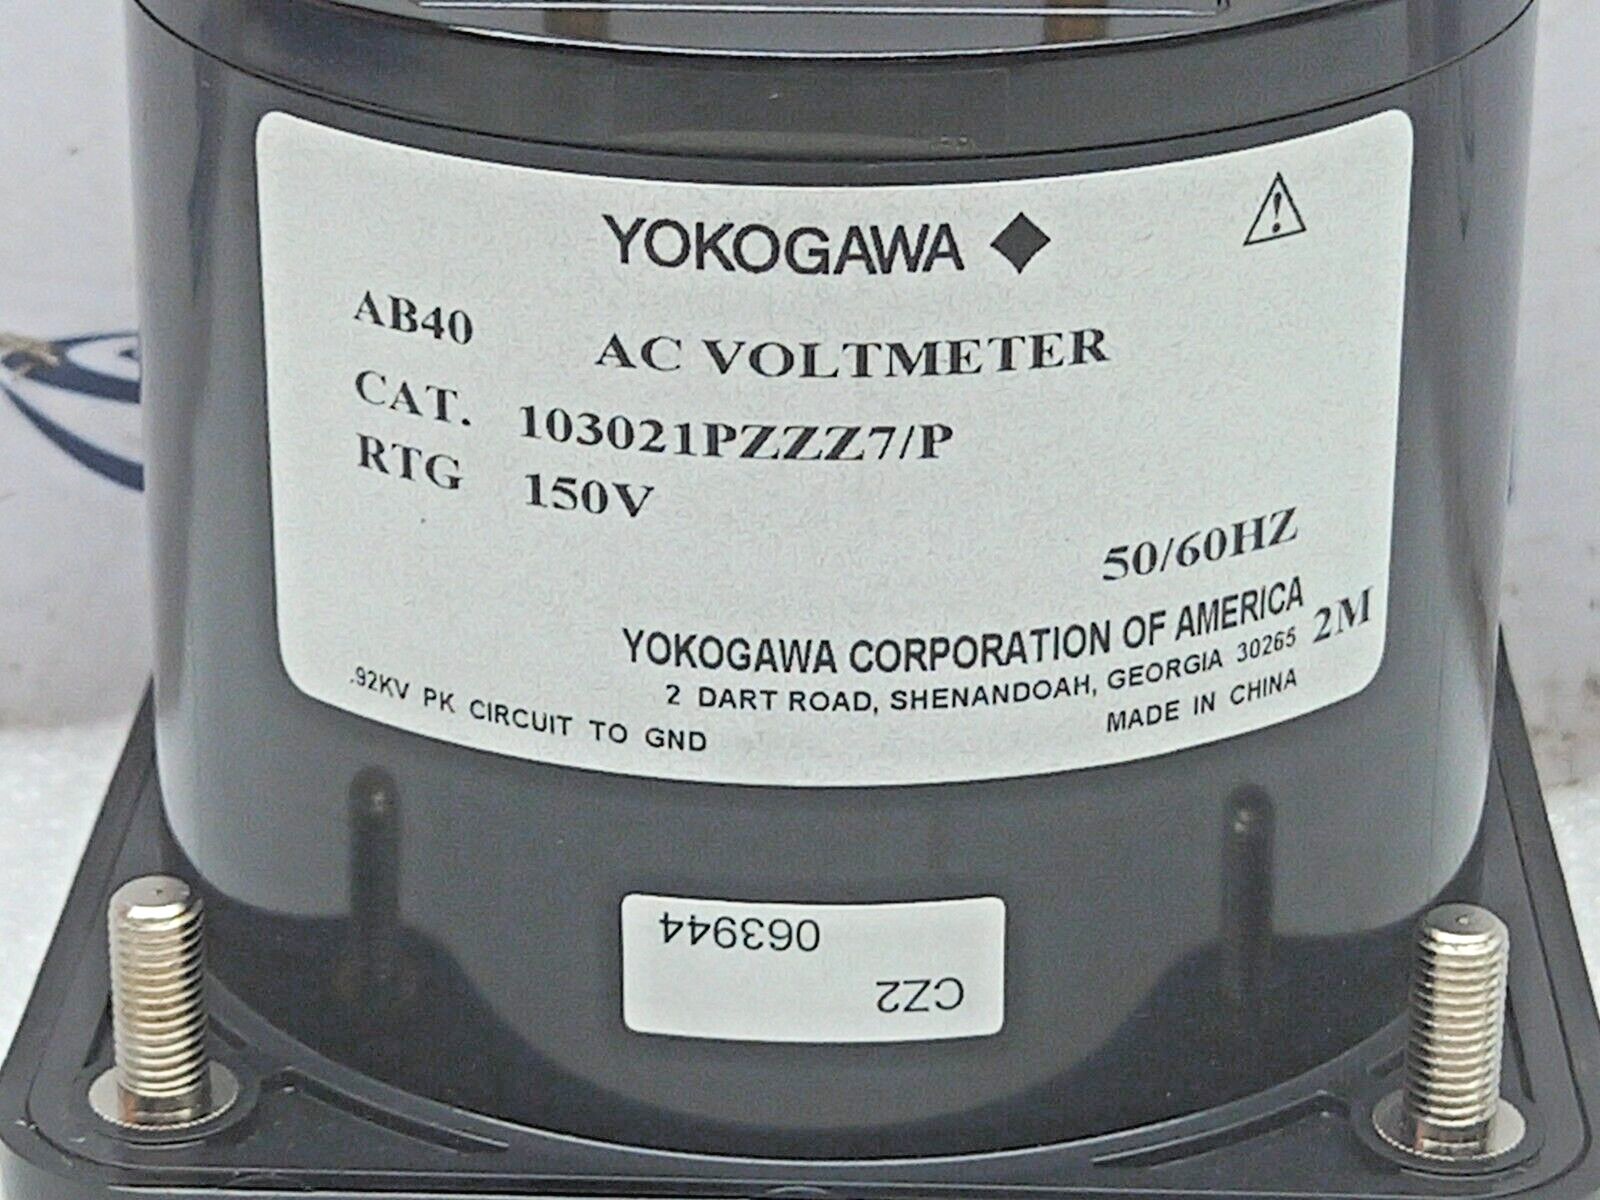 YOKOGAWA
AB40
AC VOLTMETER
CAT. 103021PZZZ7/P
RTG 150V
50/60HZ
YOKOGAWA CORPORATION OF AMERICA
2 DART ROAD, SHENANDOAH, GEORGIA 30265 2M
MADE IN CHINA
.92KV PK CIRCUIT TO GND
CZ2
063944